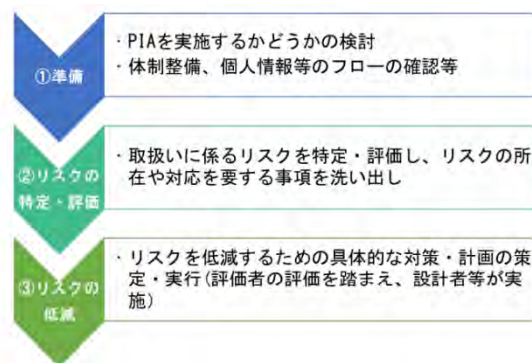 ①準備
・PIAを実施するかどうかの検討
・体制整備、個人情報等のフローの確認等
②リスクの
特定・評価
・取扱いに係るリスクを特定・評価し、リスクの所
在や対応を要する事項を洗い出し
③リスクの
低減
・リスクを低減するための具体的な対策・計画の策
定・実行(評価者の評価を踏まえ、設計者等が実
施)